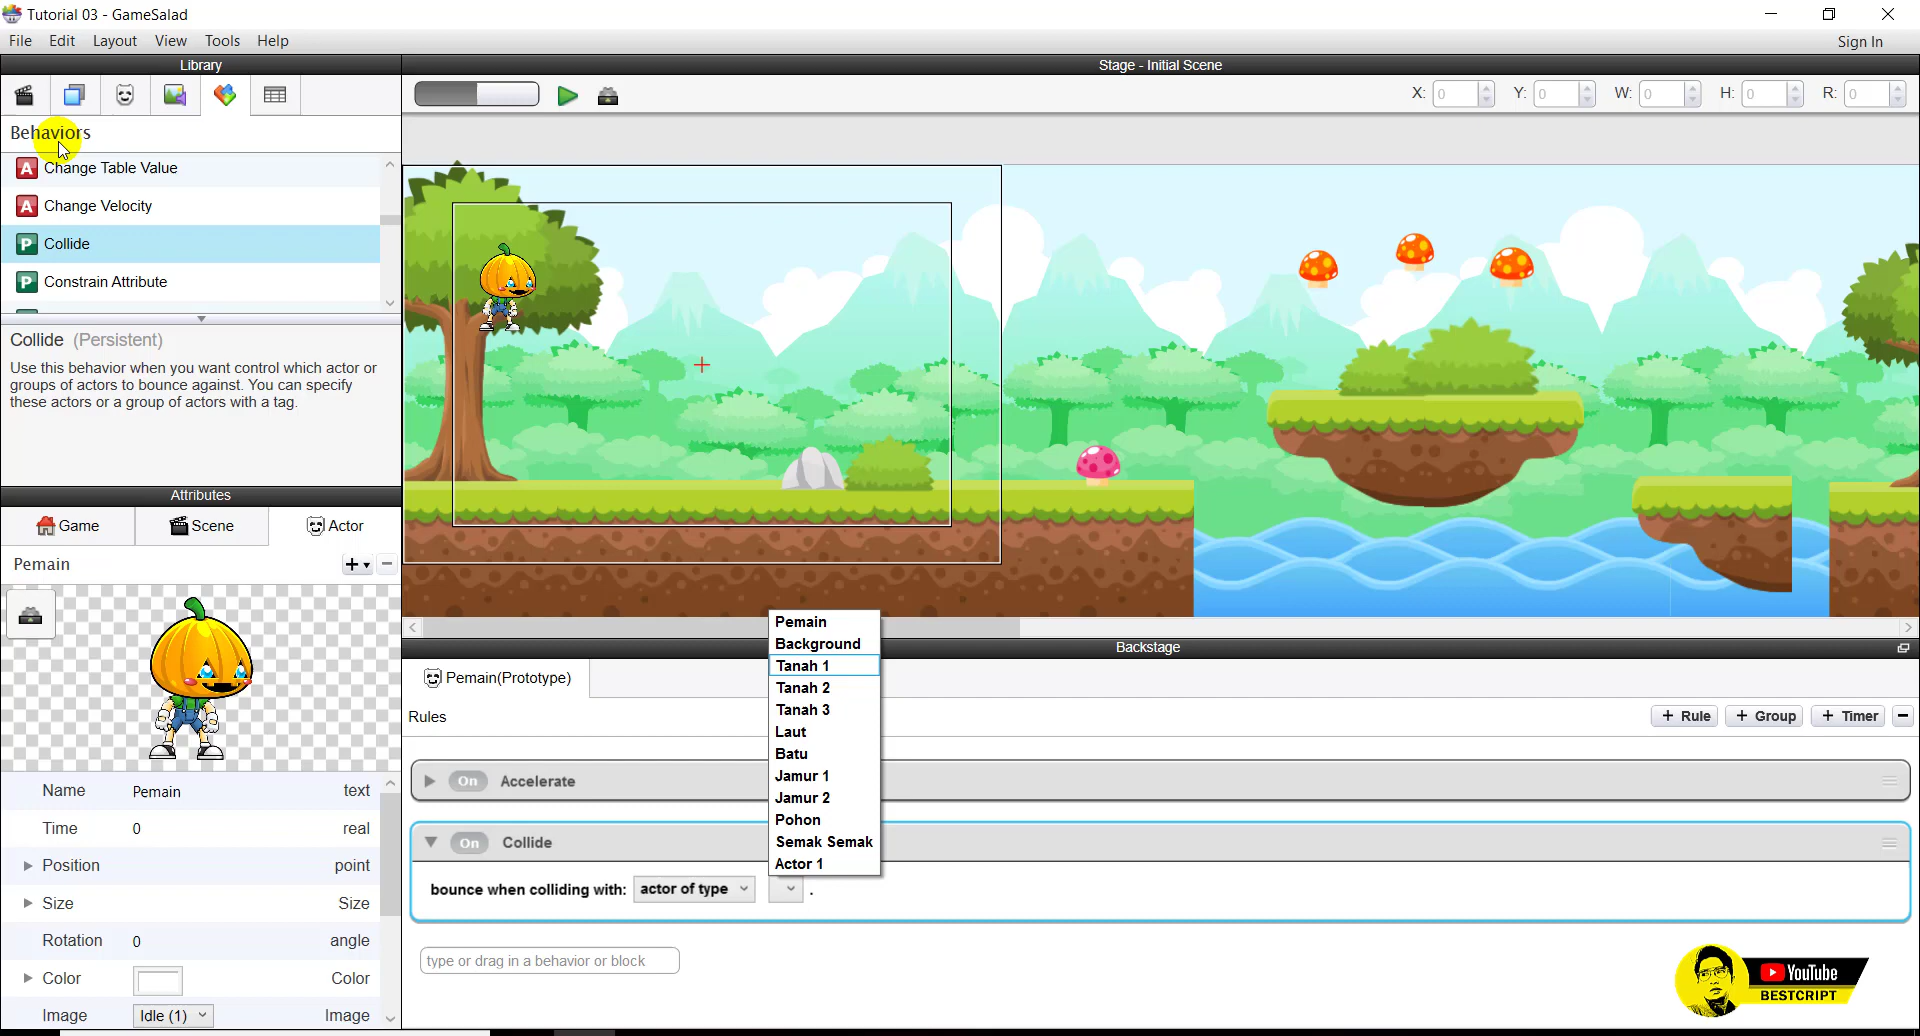 Tutorial 03 - GameSalad
File Edit Layout View Tools Help
Sign In
Library
Stage - Initial Scene
X: 0 Y: 0 W: 0 H: 0 R: 0
Behaviors
A Change Table Value
A Change Velocity
P Collide
P Constrain Attribute
Collide (Persistent)
Use this behavior when you want control which actor or
groups of actors to bounce against. You can specify
these actors or a group of actors with a tag.
Attributes
Game Scene Actor
Pemain
Name Pemain text
Time 0 real
Position point
Size Size
Rotation 0 angle
Color Color
Image Idle (1) Image
Backstage
Pemain(Prototype)
Rules
+ Rule + Group + Timer
On Accelerate
On Collide
bounce when colliding with: actor of type .
Pemain
Background
Tanah 1
Tanah 2
Tanah 3
Laut
Batu
Jamur 1
Jamur 2
Pohon
Semak Semak
Actor 1
type or drag in a behavior or block
YouTube
BESTCRIPT